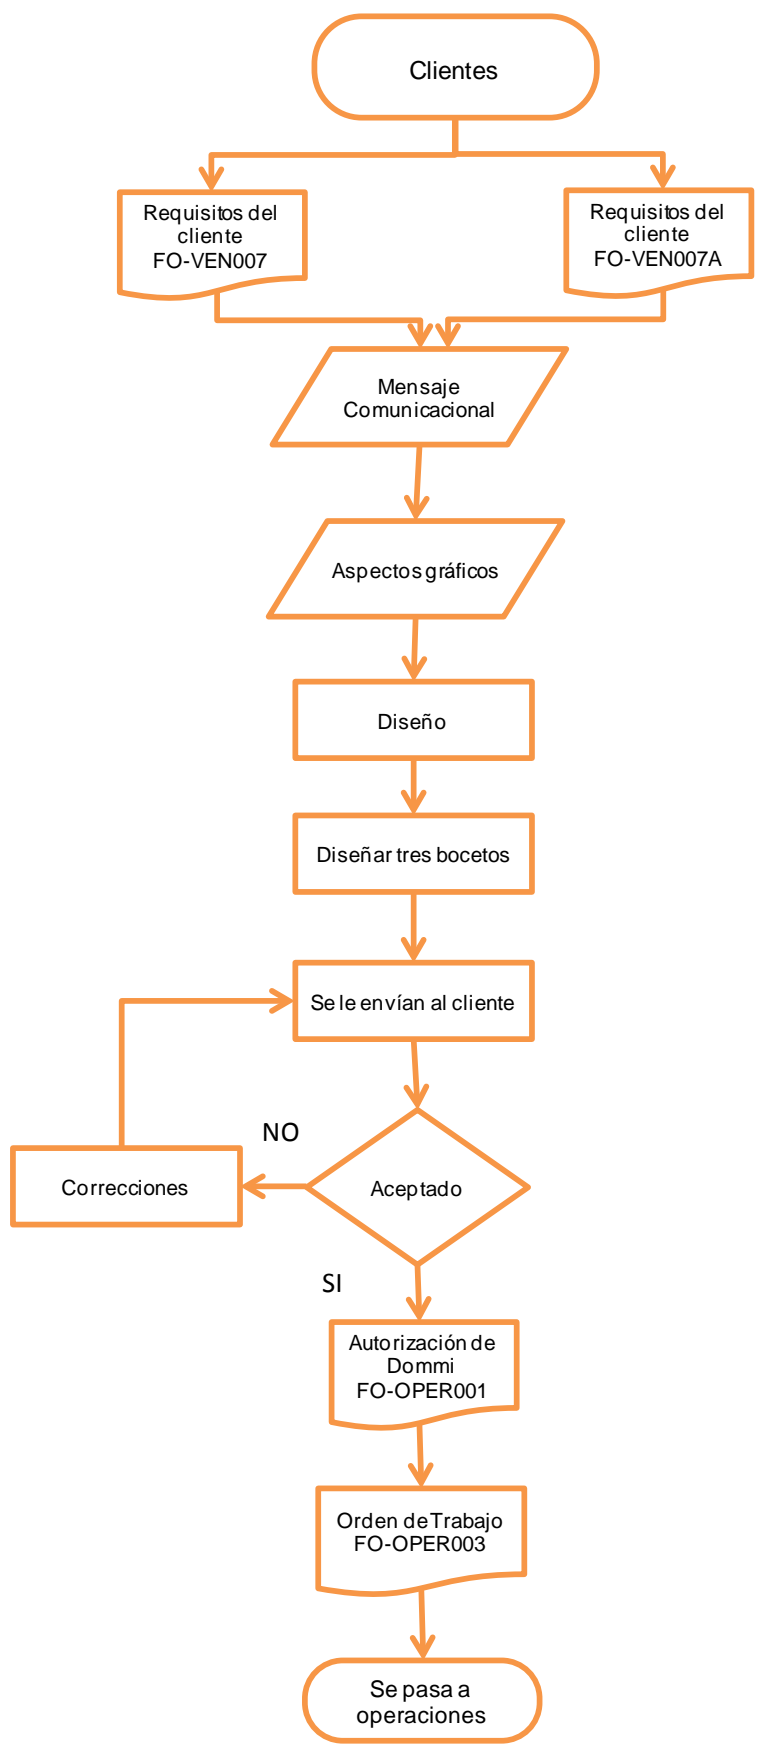 Clientes
Requisitos del
cliente
FO-VEN007
Requisitos del
cliente
FO-VEN007A
Mensaje
Comunicacional
Aspectos gráficos
Diseño
Diseñar tres bocetos
Se le envían al cliente
NO
Correcciones
Aceptado
SI
Autorización de
Dommi
FO-OPER001
Orden de Trabajo
FO-OPER003
Se pasa a
operaciones